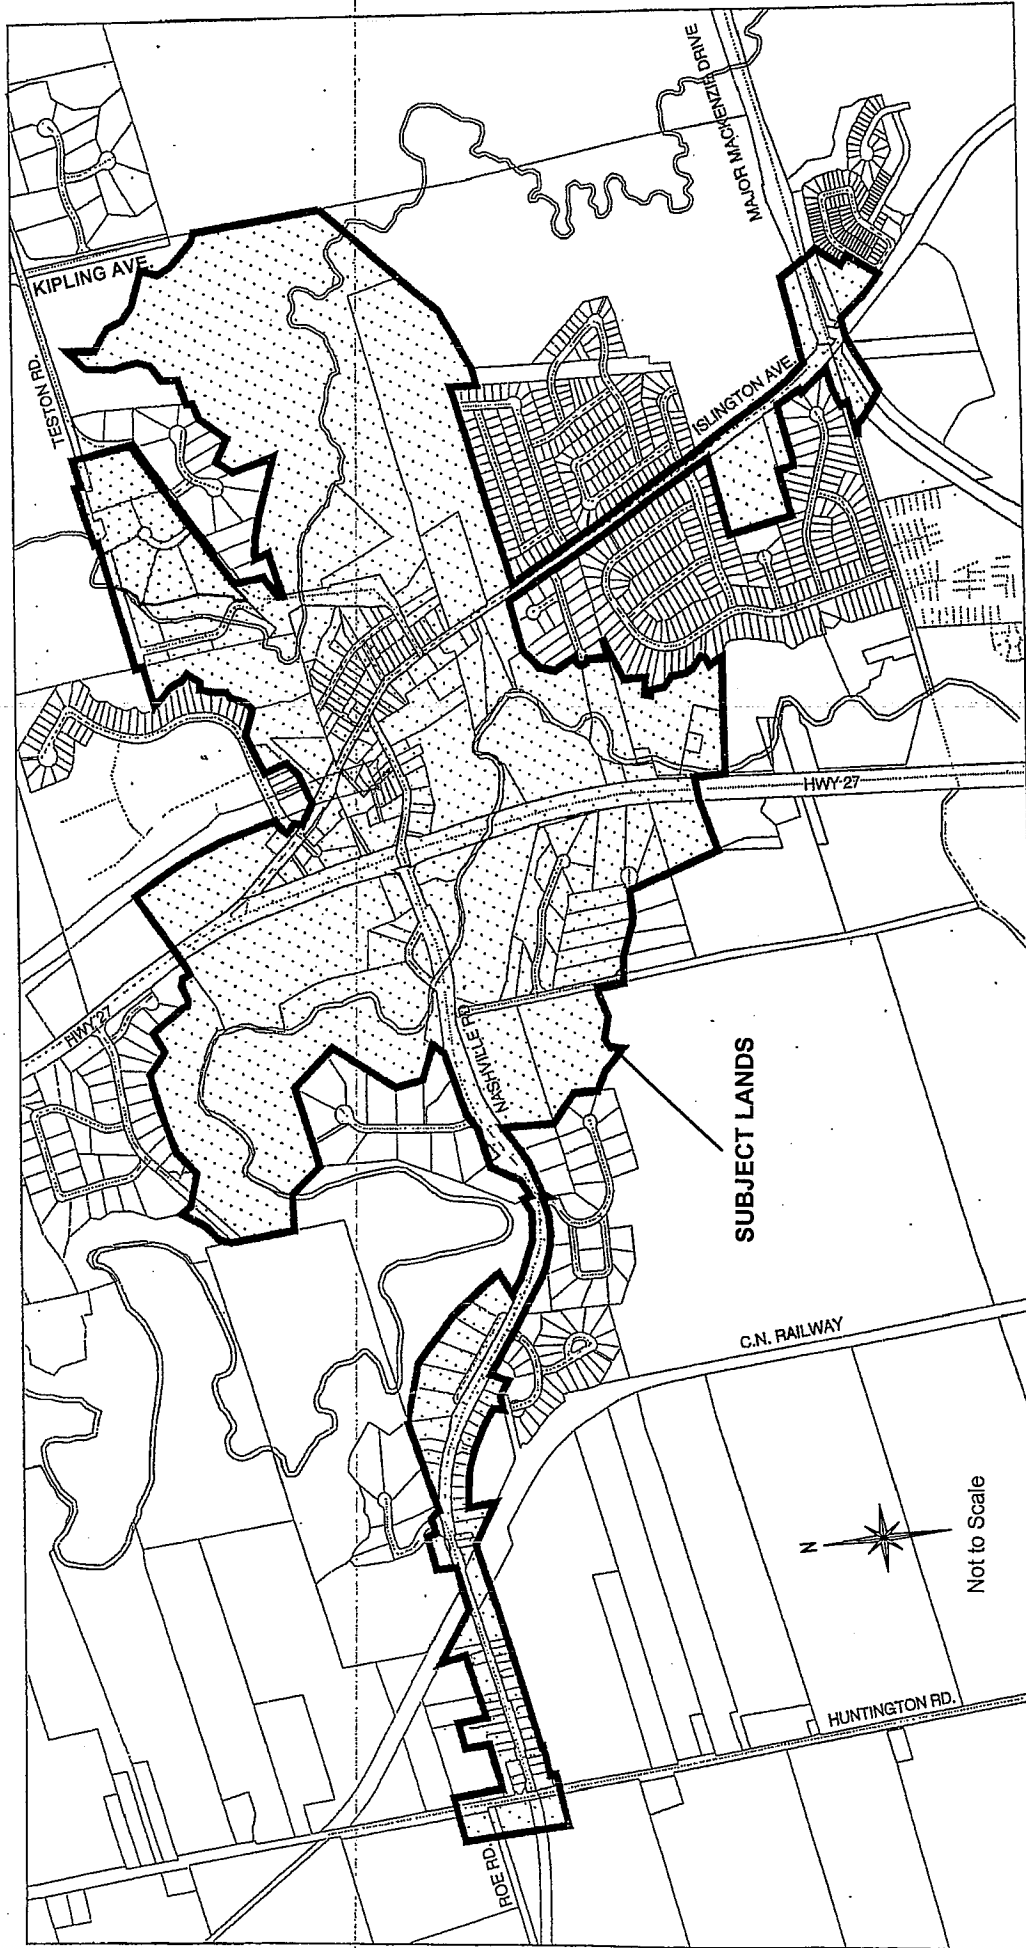 MAJOR MACKENZIE DRIVE
KIPLING AVE
TESTON RD.
ISLINGTON AVE.
HWY 27
HWY 27
NASHVILLE RD
SUBJECT LANDS
C.N. RAILWAY
N
Not to Scale
HUNTINGTON RD.
ROE RD.